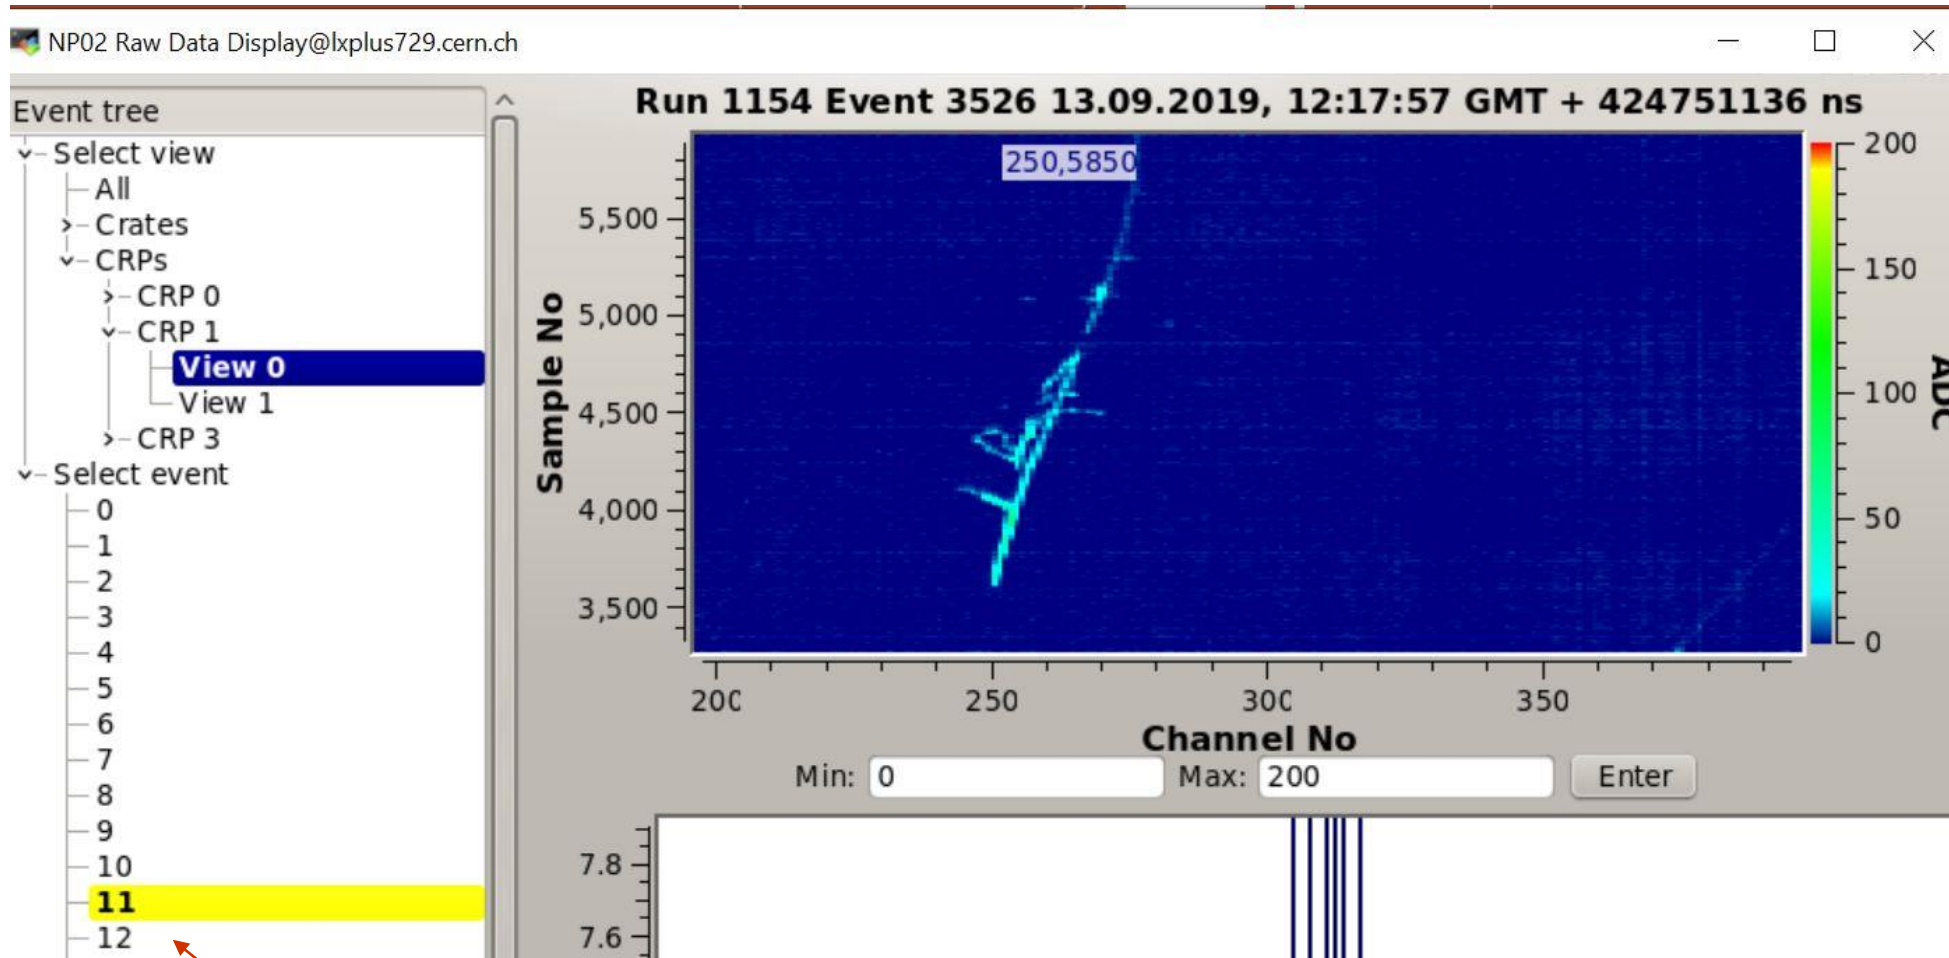 NP02 Raw Data Display@lxplus729.cern.ch
Event tree
Select view
All
Crates
CRPs
CRP 0
CRP 1
View 0
View 1
CRP 3
Select event
0
1
2
3
4
5
6
7
8
9
10
11
12
Run 1154 Event 3526 13.09.2019, 12:17:57 GMT + 424751136 ns
250,5850
Sample No
5,500
5,000
4,500
4,000
3,500
200
250
300
350
Channel No
200
150
100
50
0
ADC
Min: 0 Max: 200 Enter
7.8
7.6